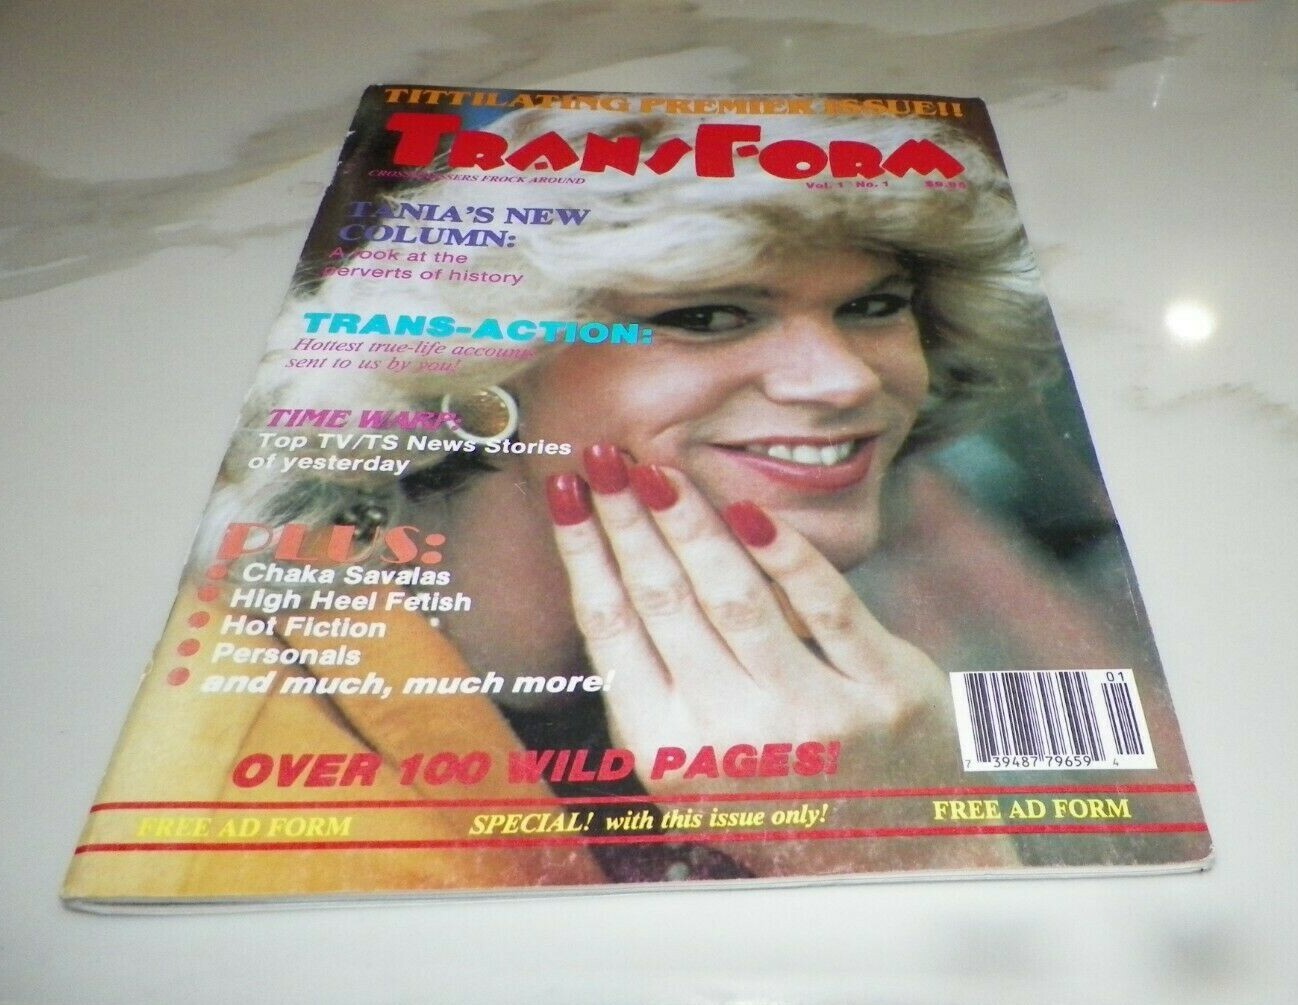 TITTILATING PREMIER ISSUE!!
TRANSFORM
CROSSDRESSERS FROCK AROUND
Vol. 1 No. 1 $9.95
TANIA'S NEW
COLUMN:
A look at the
perverts of history
TRANS-ACTION:
Hottest true-life accounts
sent to us by you!
TIME WARP:
Top TV/TS News Stories
of yesterday
PLUS:
Chaka Savalas
High Heel Fetish
Hot Fiction
Personals
and much, much more!
OVER 100 WILD PAGES!
01
7 39487 79659 4
FREE AD FORM SPECIAL! with this issue only! FREE AD FORM